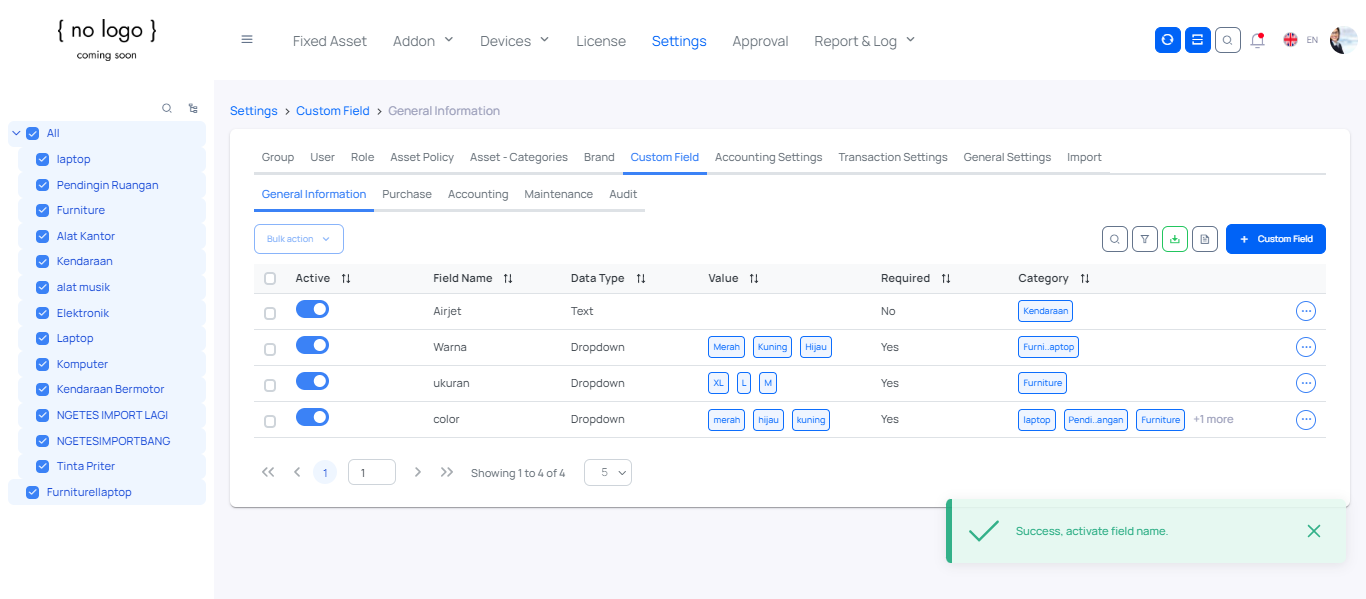 { no logo }
coming soon
Fixed Asset Addon Devices License Settings Approval Report & Log EN
All
laptop
Pendingin Ruangan
Furniture
Alat Kantor
Kendaraan
alat musik
Elektronik
Laptop
Komputer
Kendaraan Bermotor
NGETES IMPORT LAGI
NGETESIMPORTBANG
Tinta Priter
Furniturellaptop
Settings > Custom Field > General Information
Group User Role Asset Policy Asset - Categories Brand Custom Field Accounting Settings Transaction Settings General Settings Import
General Information Purchase Accounting Maintenance Audit
Bulk action + Custom Field
Active Field Name Data Type Value Required Category
Airjet Text No Kendaraan
Warna Dropdown Merah Kuning Hijau Yes Furni..aptop
ukuran Dropdown XL L M Yes Furniture
color Dropdown merah hijau kuning Yes laptop Pendi..angan Furniture +1 more
1 1 Showing 1 to 4 of 4 5
Success, activate field name.